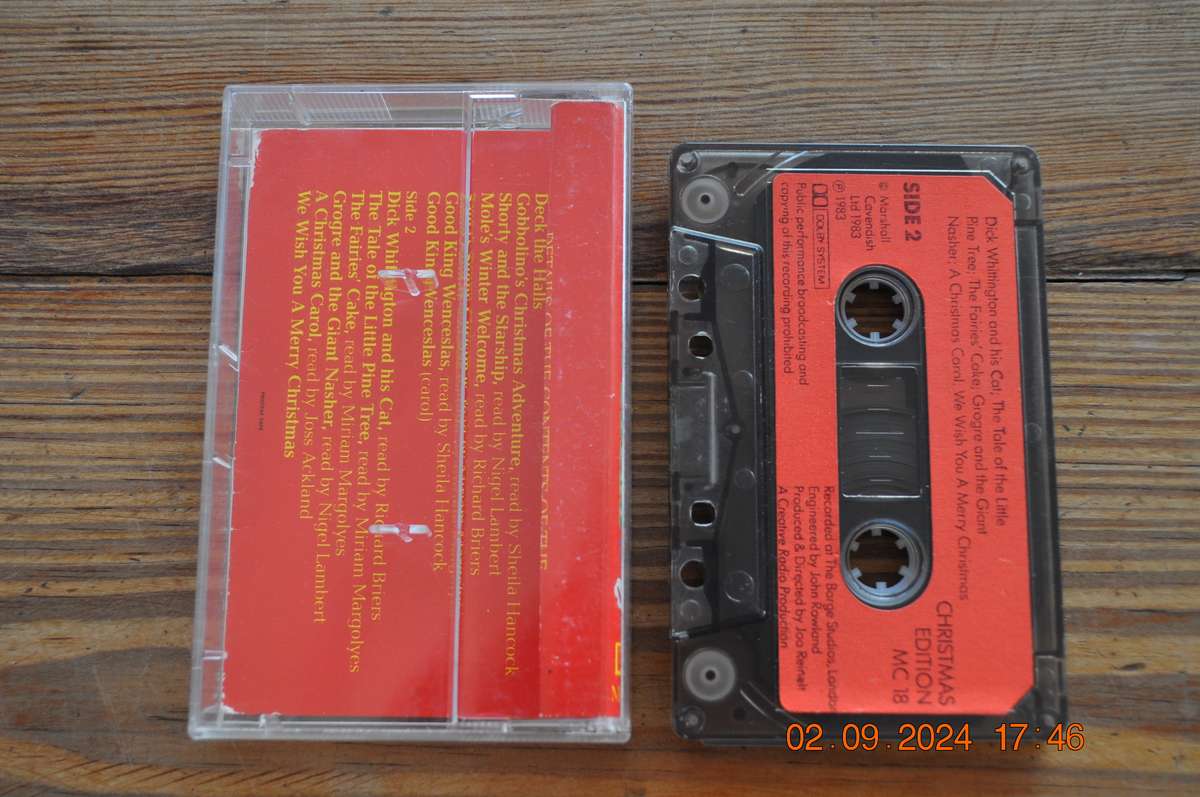 Deck the Halls
Gobbolino's Christmas Adventure, read by Sheila Hancock
Shorty and the Starship, read by Nigel Lambert
Mole's Winter Welcome, read by Richard Briers
Good King Wenceslas, read by Sheila Hancock
Good King Wenceslas (carol)
Side 2
Dick Whittington and his Cat, read by Richard Briers
The Tale of the Little Pine Tree, read by Miriam Margolyes
The Fairies' Cake, read by Miriam Margolyes
Grogre and the Giant Nasher, read by Nigel Lambert
A Christmas Carol, read by Joss Ackland
We Wish You A Merry Christmas
Dick Whittington and his Cat; The Tale of the Little
Pine Tree; The Fairies' Cake; Grogre and the Giant
Nasher; A Christmas Carol; We Wish You A Merry Christmas
SIDE 2
CHRISTMAS
EDITION
MC 18
© Marshall
Cavendish
Ltd 1983
℗ 1983
DOLBY SYSTEM
Public performance broadcasting and
copying of this recording prohibited
Recorded at The Barge Studios, London
Engineered by John Rowland
Produced & Directed by Joa Reinelt
A Creative Radio Production
02.09.2024 17:46